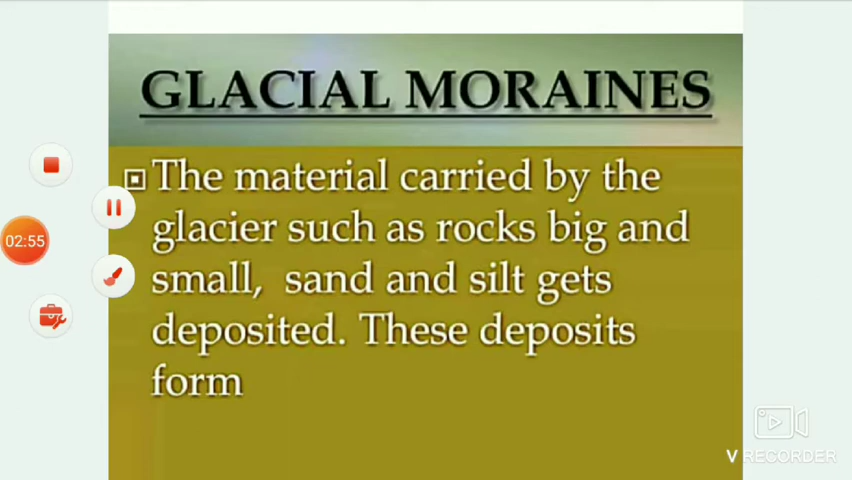 GLACIAL MORAINES
The material carried by the
glacier such as rocks big and
small, sand and silt gets
deposited. These deposits
form
02:55
V RECORDER